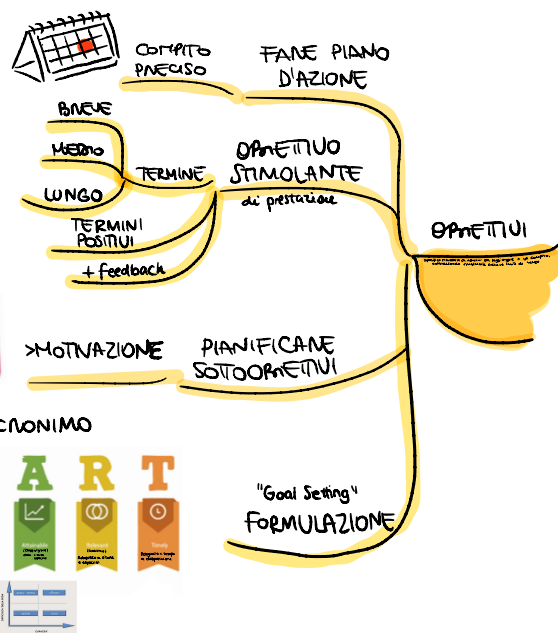 COMPITO
PRECISO
FARE PIANO
D'AZIONE
BREVE
MEDIO
LUNGO
TERMINE
OBIETTIVO
STIMOLANTE
di prestazione
TERMINI
POSITIVI
+ feedback
OBIETTIVI
>MOTIVAZIONE
PIANIFICARE
SOTTOOBIETTIVI
CRONIMO
A R T
Attainable
Relevant
Timely
"Goal Setting"
FORMULAZIONE